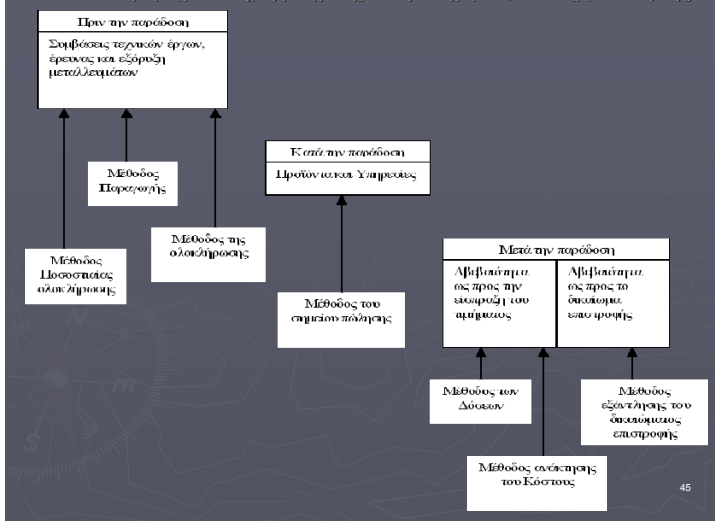 Πριν την παράδοση
Συμβάσεις τεχνικών έργων,
έρευνας και εξόρυξη
μεταλλευμάτων
Μέθοδος
Παραγωγής
Μέθοδος της
ολοκλήρωσης
Μέθοδος
Ποσοστιαίας
ολοκλήρωσης
Κατά την παράδοση
Προϊόντα και Υπηρεσίες
Μέθοδος του
σημείου πώλησης
Μετά την παράδοση
Αβεβαιότητα
ως προς την
είσπραξη του
τιμήματος
Αβεβαιότητα
ως προς το
δικαίωμα
επιστροφής
Μέθοδος των
Δόσεων
Μέθοδος
εξάντλησης του
δικαιώματος
επιστροφής
Μέθοδος ανάκτησης
του Κόστους
45